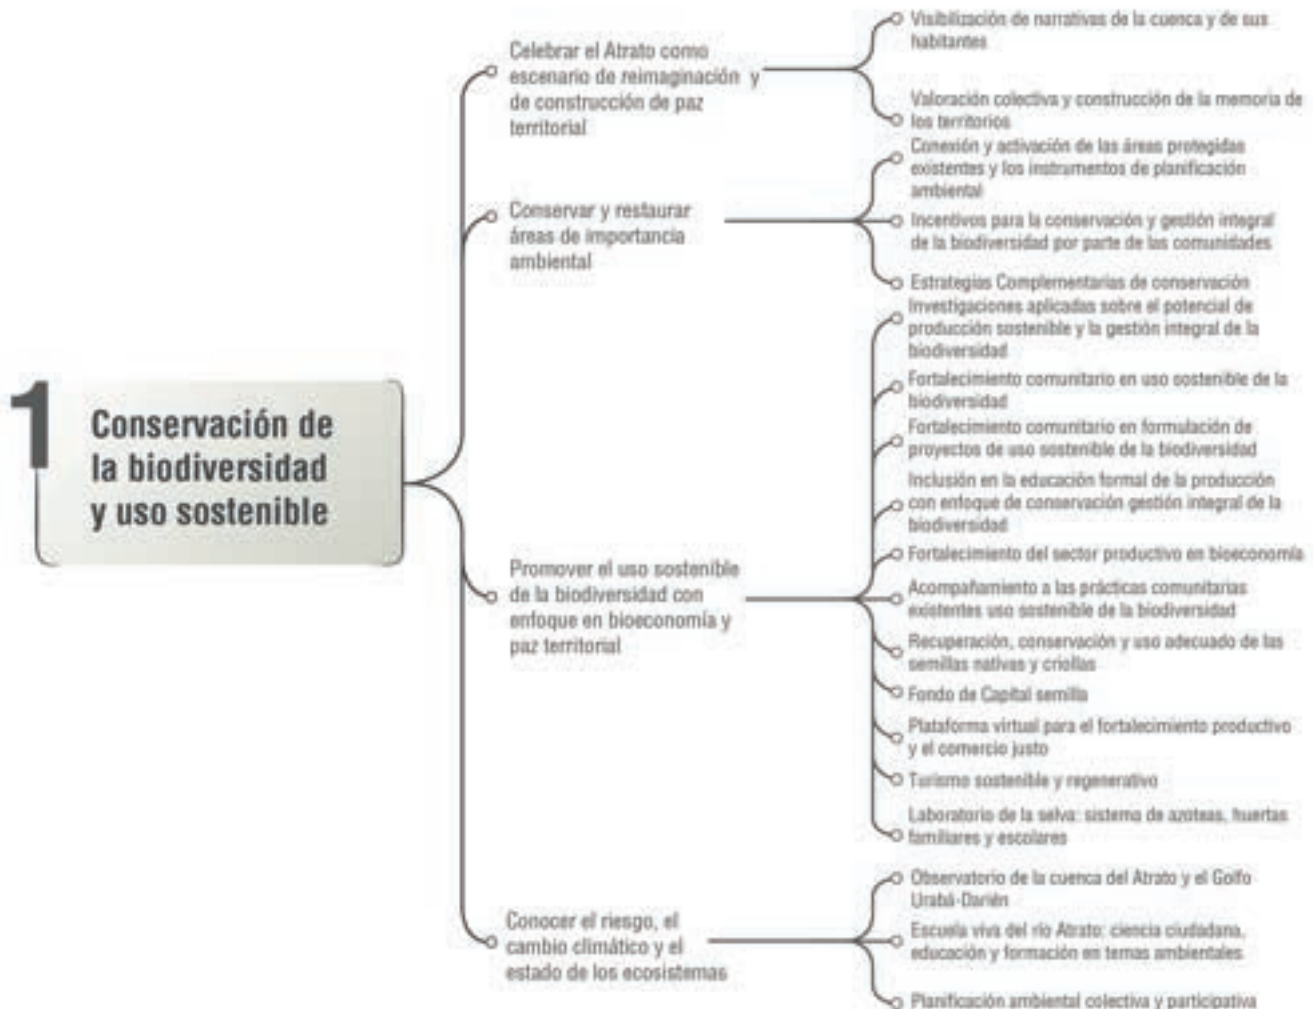 1
Conservación de
la biodiversidad
y uso sostenible
Celebrar el Atrato como
escenario de reimaginación y
de construcción de paz
territorial
Visibilización de narrativas de la cuenca y de sus
habitantes
Valoración colectiva y construcción de la memoria de
los territorios
Conservar y restaurar
áreas de importancia
ambiental
Conexión y activación de las áreas protegidas
existentes y los instrumentos de planificación
ambiental
Incentivos para la conservación y gestión integral
de la biodiversidad por parte de las comunidades
Estrategias Complementarias de conservación
Promover el uso sostenible
de la biodiversidad con
enfoque en bioeconomía y
paz territorial
Investigaciones aplicadas sobre el potencial de
producción sostenible y la gestión integral de la
biodiversidad
Fortalecimiento comunitario en uso sostenible de la
biodiversidad
Fortalecimiento comunitario en formulación de
proyectos de uso sostenible de la biodiversidad
Inclusión en la educación formal de la producción
con enfoque de conservación gestión integral de la
biodiversidad
Fortalecimiento del sector productivo en bioeconomía
Acompañamiento a las prácticas comunitarias
existentes uso sostenible de la biodiversidad
Recuperación, conservación y uso adecuado de las
semillas nativas y criollas
Fondo de Capital semilla
Plataforma virtual para el fortalecimiento productivo
y el comercio justo
Turismo sostenible y regenerativo
Laboratorio de la selva: sistema de azoteas, huertas
familiares y escolares
Conocer el riesgo, el
cambio climático y el
estado de los ecosistemas
Observatorio de la cuenca del Atrato y el Golfo
Urabá-Darién
Escuela viva del río Atrato: ciencia ciudadana,
educación y formación en temas ambientales
Planificación ambiental colectiva y participativa